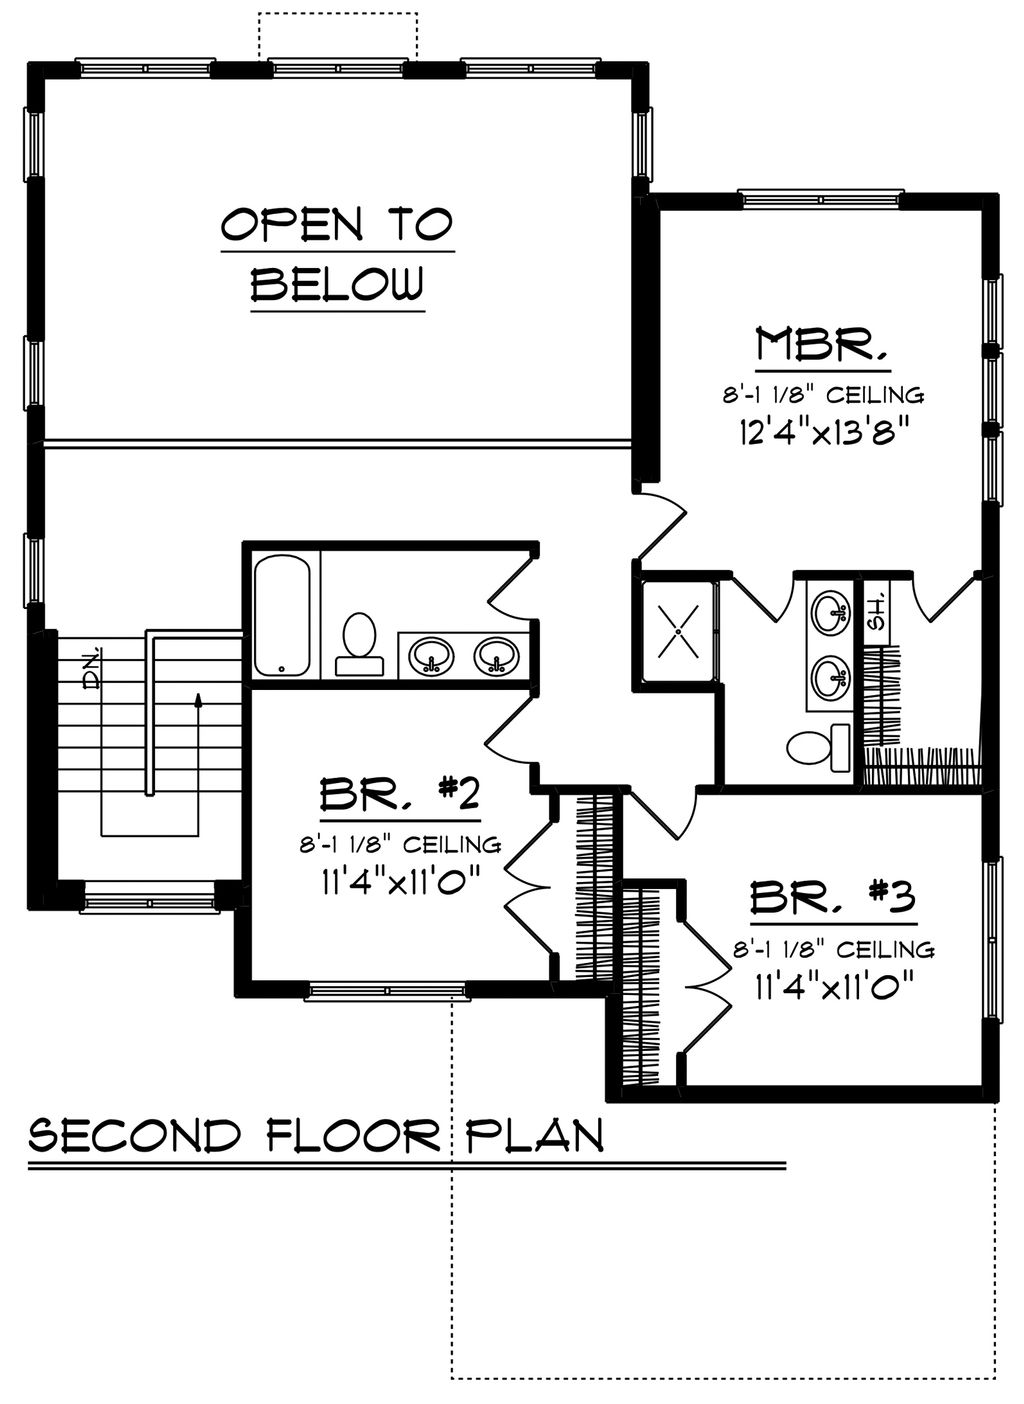 OPEN TO
BELOW
MBR.
8'-1 1/8" CEILING
12'4"x13'8"
SH.
DN.
BR. #2
8'-1 1/8" CEILING
11'4"x11'0"
BR. #3
8'-1 1/8" CEILING
11'4"x11'0"
SECOND FLOOR PLAN